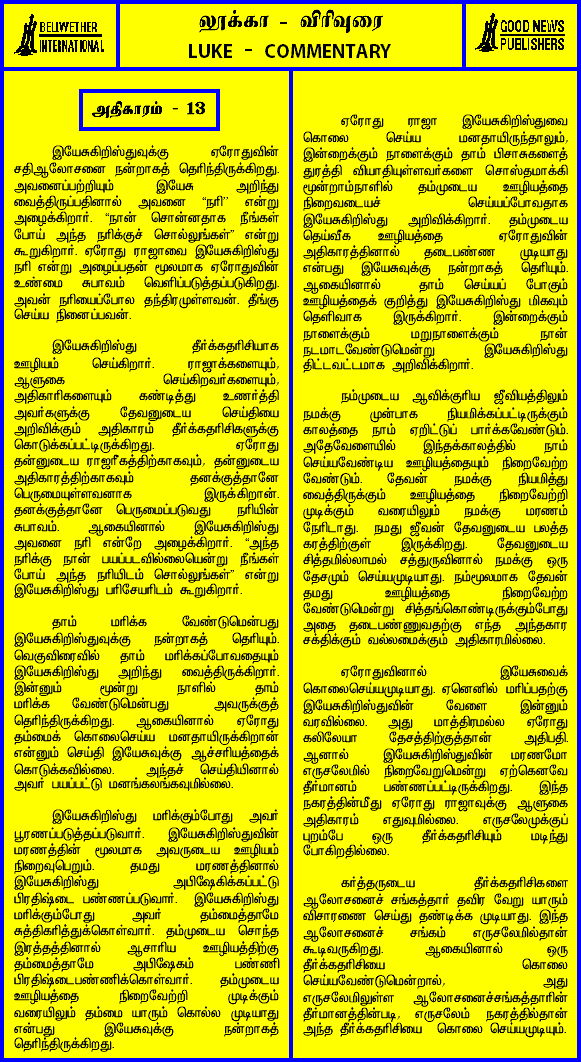 BELLWETHER
INTERNATIONAL
லூக்கா - விரிவுரை
LUKE - COMMENTARY
GOOD NEWS
PUBLISHERS
அதிகாரம் - 13
இயேசுகிறிஸ்துவுக்கு ஏரோதுவின்
சதிஆலோசனை நன்றாகத் தெரிந்திருக்கிறது.
அவனைப்பற்றியும் இயேசு அறிந்து
வைத்திருப்பதினால் அவனை “நரி” என்று
அழைக்கிறார். “நான் சொன்னதாக நீங்கள்
போய் அந்த நரிக்குச் சொல்லுங்கள்” என்று
கூறுகிறார். ஏரோது ராஜாவை இயேசுகிறிஸ்து
நரி என்று அழைப்பதன் மூலமாக ஏரோதுவின்
உண்மை சுபாவம் வெளிப்படுத்தப்படுகிறது.
அவன் நரியைப்போல தந்திரமுள்ளவன். தீங்கு
செய்ய நினைப்பவன்.
இயேசுகிறிஸ்து தீர்க்கதரிசியாக
ஊழியம் செய்கிறார். ராஜாக்களையும்,
ஆளுகை செய்கிறவர்களையும்,
அதிகாரிகளையும் கண்டித்து உணர்த்தி
அவர்களுக்கு தேவனுடைய செய்தியை
அறிவிக்கும் அதிகாரம் தீர்க்கதரிசிகளுக்கு
கொடுக்கப்பட்டிருக்கிறது. ஏரோது
தன்னுடைய ராஜரீகத்திற்காகவும், தன்னுடைய
அதிகாரத்திற்காகவும் தனக்குத்தானே
பெருமையுள்ளவனாக இருக்கிறான்.
தனக்குத்தானே பெருமைப்படுவது நரியின்
சுபாவம். ஆகையினால் இயேசுகிறிஸ்து
அவனை நரி என்றே அழைக்கிறார். “அந்த
நரிக்கு நான் பயப்படவில்லையென்று நீங்கள்
போய் அந்த நரியிடம் சொல்லுங்கள்” என்று
இயேசுகிறிஸ்து பரிசேயரிடம் கூறுகிறார்.
தாம் மரிக்க வேண்டுமென்பது
இயேசுகிறிஸ்துவுக்கு நன்றாகத் தெரியும்.
வெகுவிரைவில் தாம் மரிக்கப்போவதையும்
இயேசுகிறிஸ்து அறிந்து வைத்திருக்கிறார்.
இன்னும் மூன்று நாளில் தாம்
மரிக்க வேண்டுமென்பது அவருக்குத்
தெரிந்திருக்கிறது. ஆகையினால் ஏரோது
தம்மைக் கொலைசெய்ய மனதாயிருக்கிறான்
என்னும் செய்தி இயேசுவுக்கு ஆச்சரியத்தைக்
கொடுக்கவில்லை. அந்தச் செய்தியினால்
அவர் பயப்பட்டு மனங்கலங்கவுமில்லை.
இயேசுகிறிஸ்து மரிக்கும்போது அவர்
பூரணப்படுத்தப்படுவார். இயேசுகிறிஸ்துவின்
மரணத்தின் மூலமாக அவருடைய ஊழியம்
நிறைவுபெறும். தமது மரணத்தினால்
இயேசுகிறிஸ்து அபிஷேகிக்கப்பட்டு
பிரதிஷ்டை பண்ணப்படுவார். இயேசுகிறிஸ்து
மரிக்கும்போது அவர் தம்மைத்தாமே
சுத்திகரித்துக்கொள்வார். தம்முடைய சொந்த
இரத்தத்தினால் ஆசாரிய ஊழியத்திற்கு
தம்மைத்தாமே அபிஷேகம் பண்ணி
பிரதிஷ்டைபண்ணிக்கொள்வார். தம்முடைய
ஊழியத்தை நிறைவேற்றி முடிக்கும்
வரையிலும் தம்மை யாரும் கொல்ல முடியாது
என்பது இயேசுவுக்கு நன்றாகத்
தெரிந்திருக்கிறது.
ஏரோது ராஜா இயேசுகிறிஸ்துவை
கொலை செய்ய மனதாயிருந்தாலும்,
இன்றைக்கும் நாளைக்கும் தாம் பிசாசுகளைத்
துரத்தி வியாதியுள்ளவர்களை சொஸ்தமாக்கி
மூன்றாம்நாளில் தம்முடைய ஊழியத்தை
நிறைவடையச் செய்யப்போவதாக
இயேசுகிறிஸ்து அறிவிக்கிறார். தம்முடைய
தெய்வீக ஊழியத்தை ஏரோதுவின்
அதிகாரத்தினால் தடைபண்ண முடியாது
என்பது இயேசுவுக்கு நன்றாகத் தெரியும்.
ஆகையினால் தாம் செய்யப் போகும்
ஊழியத்தைக் குறித்து இயேசுகிறிஸ்து மிகவும்
தெளிவாக இருக்கிறார். இன்றைக்கும்
நாளைக்கும் மறுநாளைக்கும் நான்
நடமாடவேண்டுமென்று இயேசுகிறிஸ்து
திட்டவட்டமாக அறிவிக்கிறார்.
நம்முடைய ஆவிக்குரிய ஜீவியத்திலும்
நமக்கு முன்பாக நியமிக்கப்பட்டிருக்கும்
காலத்தை நாம் ஏறிட்டுப் பார்க்கவேண்டும்.
அதேவேளையில் இந்தக்காலத்தில் நாம்
செய்யவேண்டிய ஊழியத்தையும் நிறைவேற்ற
வேண்டும். தேவன் நமக்கு நியமித்து
வைத்திருக்கும் ஊழியத்தை நிறைவேற்றி
முடிக்கும் வரையிலும் நமக்கு மரணம்
நேரிடாது. நமது ஜீவன் தேவனுடைய பலத்த
கரத்திற்குள் இருக்கிறது. தேவனுடைய
சித்தமில்லாமல் சத்துருவினால் நமக்கு ஒரு
தேசமும் செய்யமுடியாது. நம்மூலமாக தேவன்
தமது ஊழியத்தை நிறைவேற்ற
வேண்டுமென்று சித்தங்கொண்டிருக்கும்போது
அதை தடைபண்ணுவதற்கு எந்த அந்தகார
சக்திக்கும் வல்லமைக்கும் அதிகாரமில்லை.
ஏரோதுவினால் இயேசுவைக்
கொலைசெய்யமுடியாது. ஏனெனில் மரிப்பதற்கு
இயேசுகிறிஸ்துவின் வேளை இன்னும்
வரவில்லை. அது மாத்திரமல்ல ஏரோது
கலிலேயா தேசத்திற்குத்தான் அதிபதி.
ஆனால் இயேசுகிறிஸ்துவின் மரணமோ
எருசலேமில் நிறைவேறுமென்று ஏற்கெனவே
தீர்மானம் பண்ணப்பட்டிருக்கிறது. இந்த
நகரத்தின்மீது ஏரோது ராஜாவுக்கு ஆளுகை
அதிகாரம் எதுவுமில்லை. எருசலேமுக்குப்
புறம்பே ஒரு தீர்க்கதரிசியும் மடிந்து
போகிறதில்லை.
கர்த்தருடைய தீர்க்கதரிசிகளை
ஆலோசனைச் சங்கத்தார் தவிர வேறு யாரும்
விசாரணை செய்து தண்டிக்க முடியாது. இந்த
ஆலோசனைச் சங்கம் எருசலேமில்தான்
கூடிவருகிறது. ஆகையினால் ஒரு
தீர்க்கதரிசியை கொலை
செய்யவேண்டுமென்றால், அது
எருசலேமிலுள்ள ஆலோசனைச்சங்கத்தாரின்
தீர்மானத்தின்படி, எருசலேம் நகரத்தில்தான்
அந்த தீர்க்கதரிசியை கொலை செய்யமுடியும்.